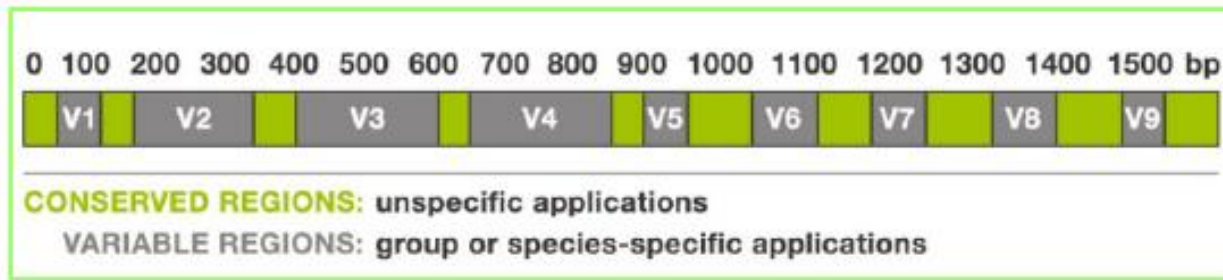 0 100 200 300 400 500 600 700 800 900 1000 1100 1200 1300 1400 1500 bp
V1 V2 V3 V4 V5 V6 V7 V8 V9
CONSERVED REGIONS: unspecific applications
VARIABLE REGIONS: group or species-specific applications